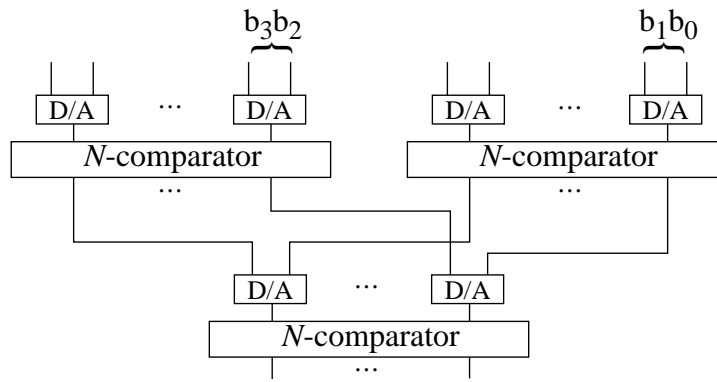 b₃b₂ b₁b₀
D/A ... D/A D/A ... D/A
N-comparator N-comparator
... ...
D/A ... D/A
N-comparator
...